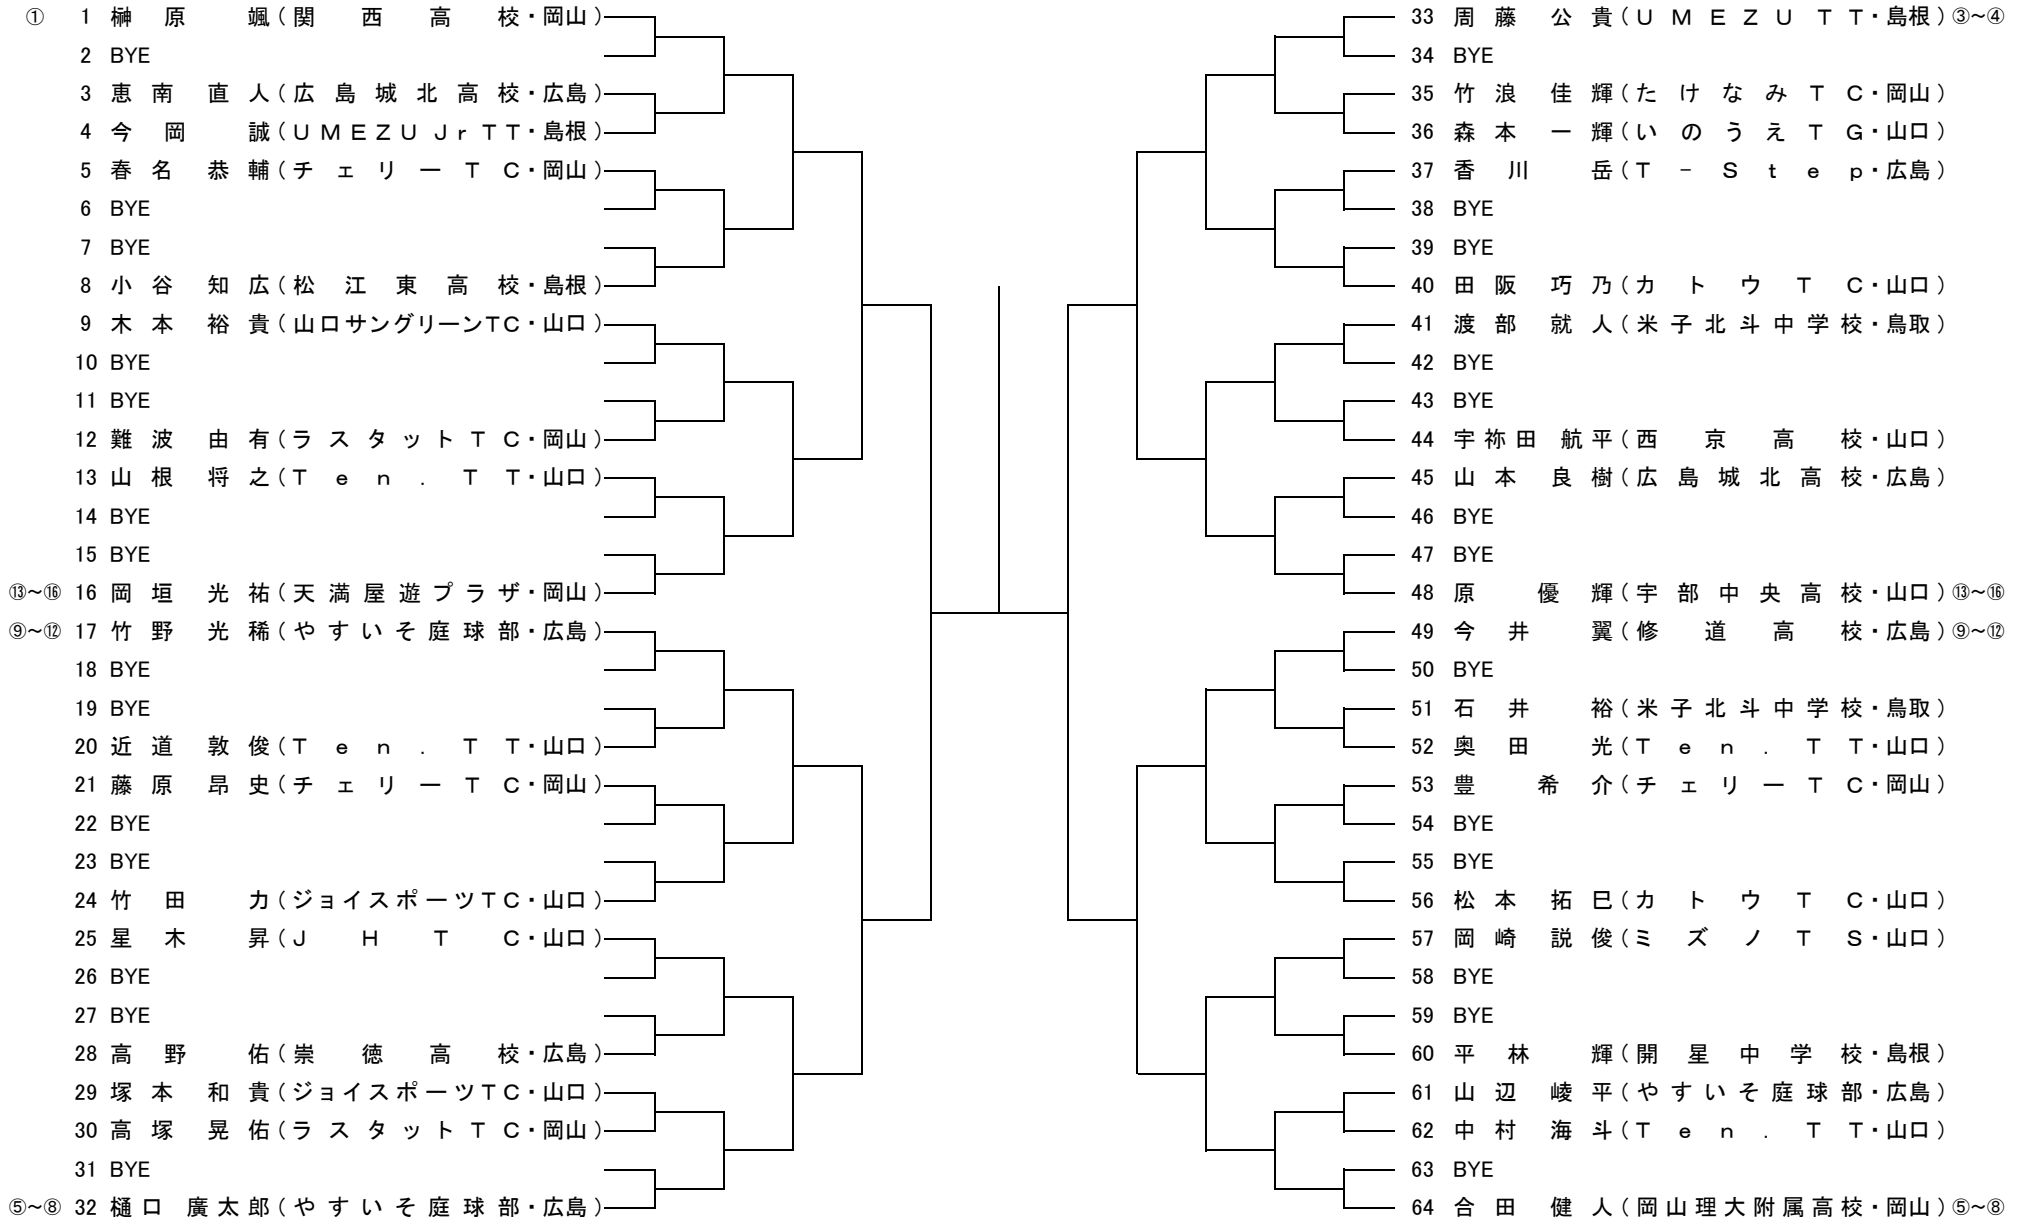 ① 1 榊原 颯(関西高校・岡山)
2 BYE
3 恵南 直人(広島城北高校・広島)
4 今岡 誠(UMEZU Jr TT・島根)
5 春名 恭輔(チェリーTC・岡山)
6 BYE
7 BYE
8 小谷 知広(松江東高校・島根)
9 木本 裕貴(山口サングリーンTC・山口)
10 BYE
11 BYE
12 難波 由有(ラスタットTC・岡山)
13 山根 将之(Ten.TT・山口)
14 BYE
15 BYE
⑬~⑯ 16 岡垣 光祐(天満屋遊プラザ・岡山)
⑨~⑫ 17 竹野 光稀(やすいそ庭球部・広島)
18 BYE
19 BYE
20 近道 敦俊(Ten.TT・山口)
21 藤原 昂史(チェリーTC・岡山)
22 BYE
23 BYE
24 竹田 力(ジョイスポーツTC・山口)
25 星木 昇(JHTC・山口)
26 BYE
27 BYE
28 高野 佑(崇徳高校・広島)
29 塚本 和貴(ジョイスポーツTC・山口)
30 高塚 晃佑(ラスタットTC・岡山)
31 BYE
⑤~⑧ 32 樋口 廣太郎(やすいそ庭球部・広島)
33 周藤 公貴(UMEZU TT・島根)③~④
34 BYE
35 竹浪 佳輝(たけなみTC・岡山)
36 森本 一輝(いのうえTG・山口)
37 香川 岳(T-Step・広島)
38 BYE
39 BYE
40 田阪 巧乃(カトウTC・山口)
41 渡部 就人(米子北斗中学校・鳥取)
42 BYE
43 BYE
44 宇祢田 航平(西京高校・山口)
45 山本 良樹(広島城北高校・広島)
46 BYE
47 BYE
48 原 優輝(宇部中央高校・山口)⑬~⑯
49 今井 翼(修道高校・広島)⑨~⑫
50 BYE
51 石井 裕(米子北斗中学校・鳥取)
52 奥田 光(Ten.TT・山口)
53 豊 希介(チェリーTC・岡山)
54 BYE
55 BYE
56 松本 拓巳(カトウTC・山口)
57 岡崎 説俊(ミズノTS・山口)
58 BYE
59 BYE
60 平林 輝(開星中学校・島根)
61 山辺 崚平(やすいそ庭球部・広島)
62 中村 海斗(Ten.TT・山口)
63 BYE
64 合田 健人(岡山理大附属高校・岡山)⑤~⑧